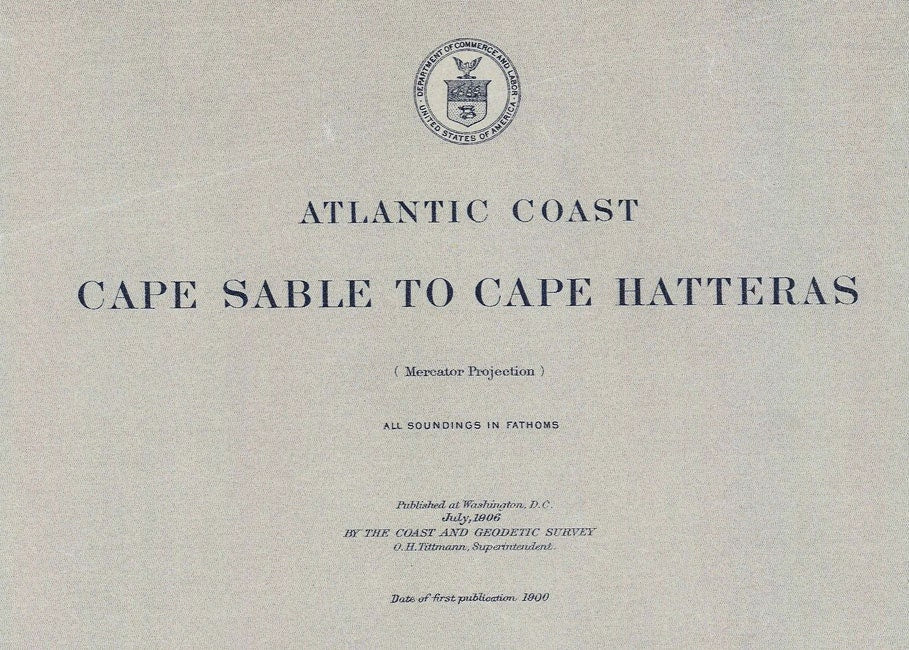 DEPARTMENT OF COMMERCE AND LABOR
UNITED STATES OF AMERICA
ATLANTIC COAST
CAPE SABLE TO CAPE HATTERAS
( Mercator Projection )
ALL SOUNDINGS IN FATHOMS
Published at Washington, D.C.
July, 1906
BY THE COAST AND GEODETIC SURVEY
O.H. Tittmann, Superintendent.
Date of first publication 1900